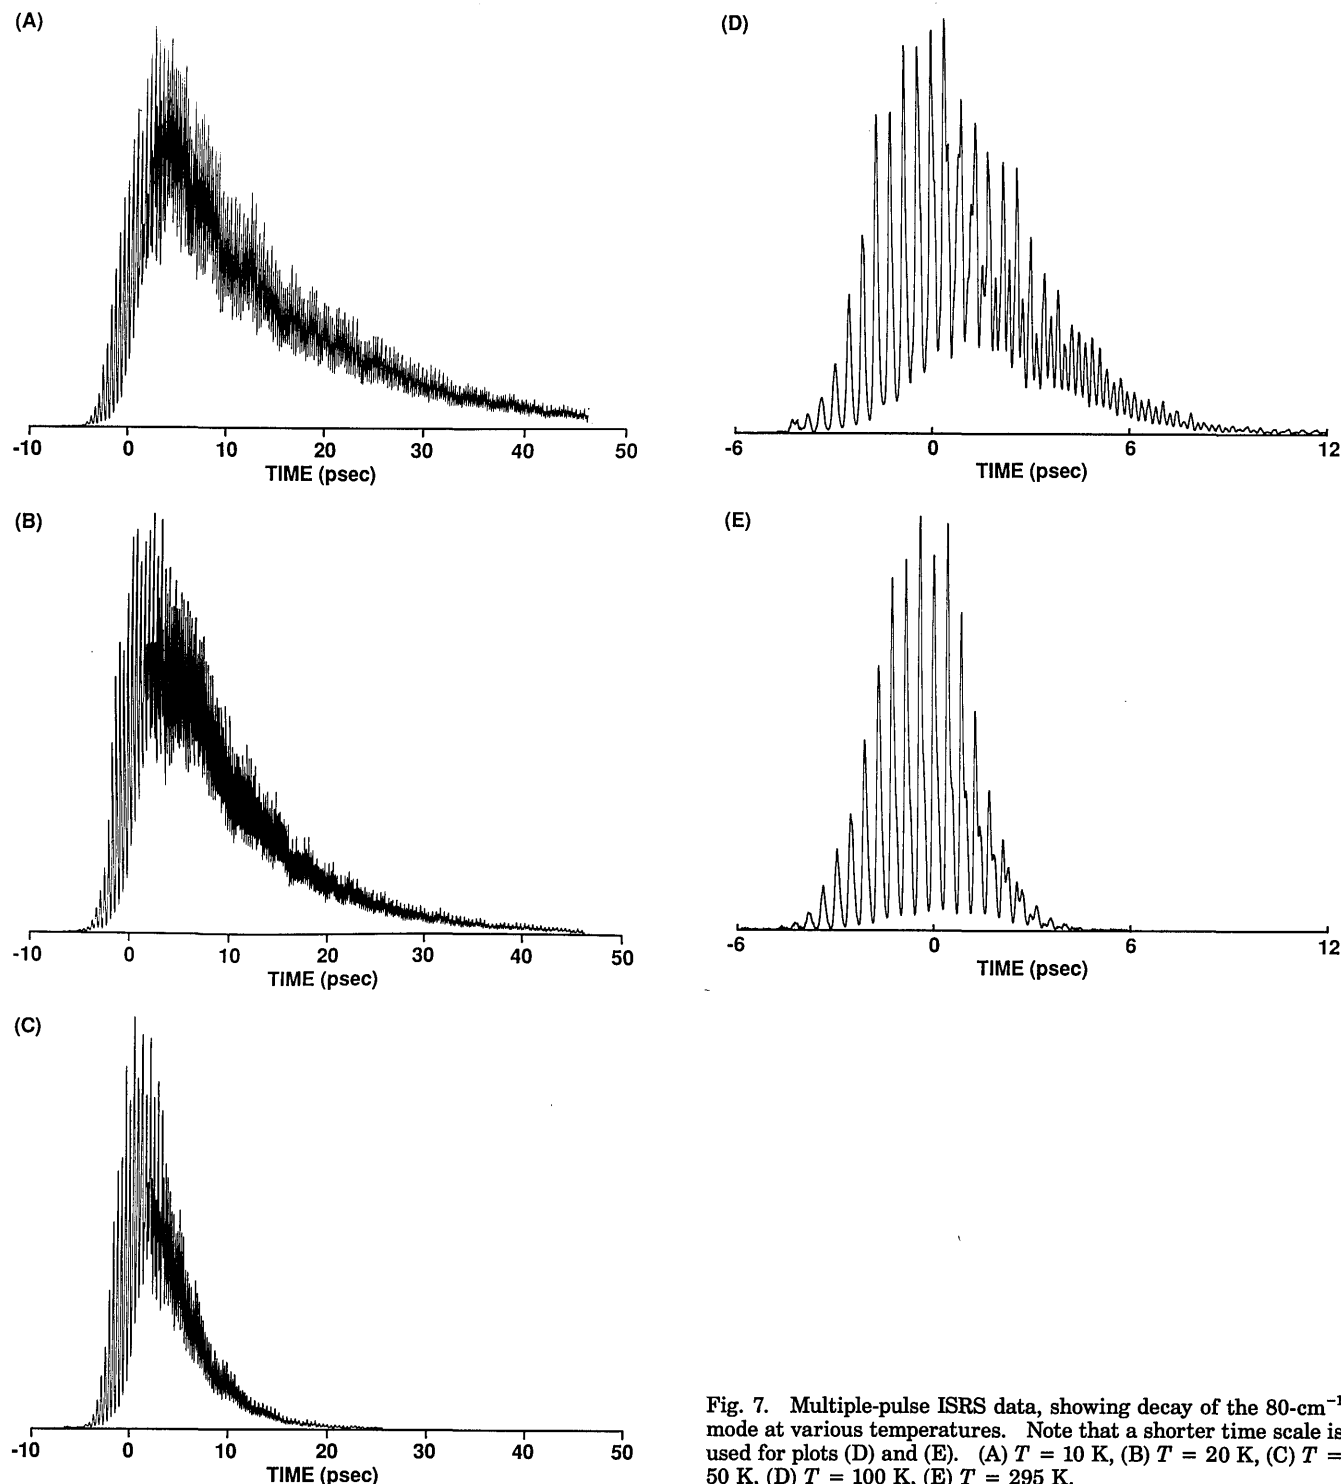 (A)
-10 0 10 20 30 40 50
TIME (psec)
(B)
-10 0 10 20 30 40 50
TIME (psec)
(C)
-10 0 10 20 30 40 50
TIME (psec)
(D)
-6 0 6 12
TIME (psec)
(E)
-6 0 6 12
TIME (psec)
Fig. 7. Multiple-pulse ISRS data, showing decay of the 80-cm⁻¹
mode at various temperatures. Note that a shorter time scale is
used for plots (D) and (E). (A) T = 10 K, (B) T = 20 K, (C) T =
50 K, (D) T = 100 K, (E) T = 295 K.